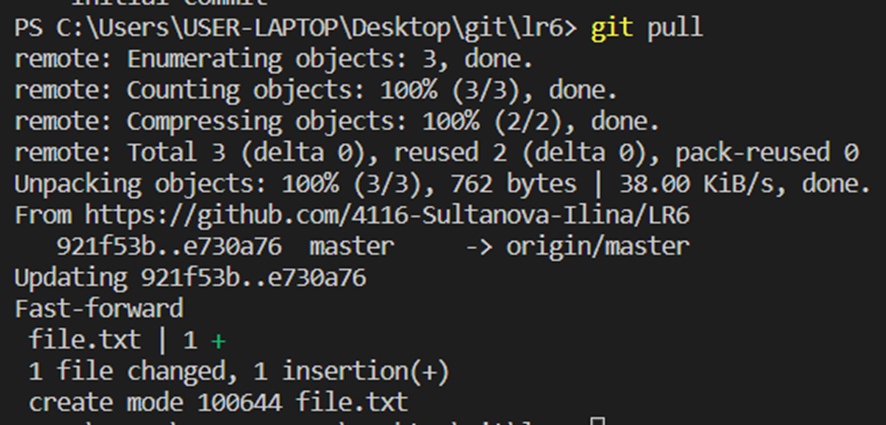 Initial commit
PS C:\Users\USER-LAPTOP\Desktop\git\lr6> git pull
remote: Enumerating objects: 3, done.
remote: Counting objects: 100% (3/3), done.
remote: Compressing objects: 100% (2/2), done.
remote: Total 3 (delta 0), reused 2 (delta 0), pack-reused 0
Unpacking objects: 100% (3/3), 762 bytes | 38.00 KiB/s, done.
From https://github.com/4116-Sultanova-Ilina/LR6
   921f53b..e730a76  master     -> origin/master
Updating 921f53b..e730a76
Fast-forward
 file.txt | 1 +
 1 file changed, 1 insertion(+)
 create mode 100644 file.txt